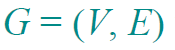 G = (V, E)